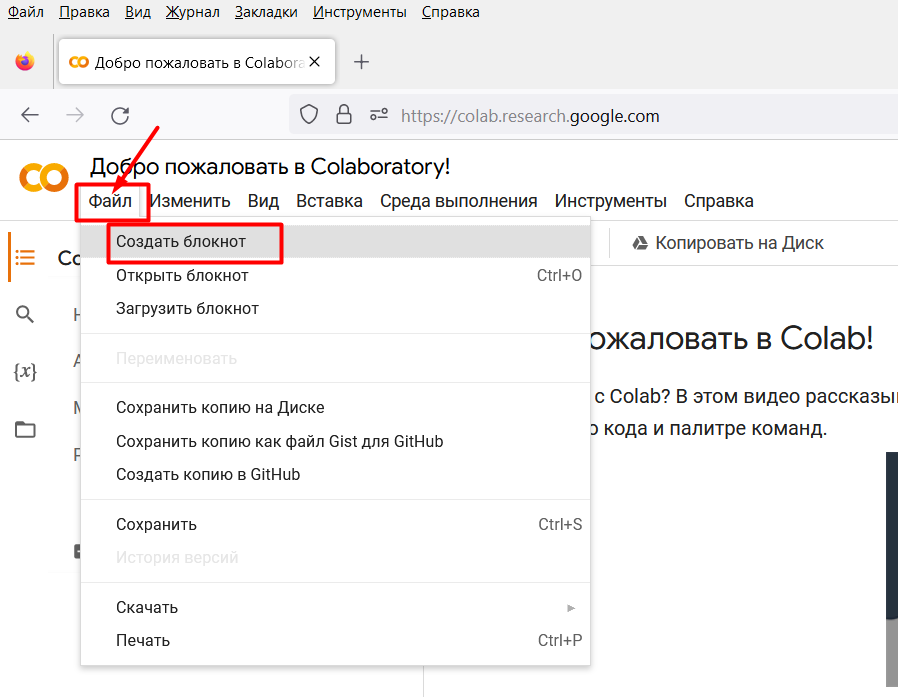 Файл Правка Вид Журнал Закладки Инструменты Справка
Добро пожаловать в Colabora
https://colab.research.google.com
Добро пожаловать в Colaboratory!
Файл Изменить Вид Вставка Среда выполнения Инструменты Справка
Создать блокнот
Копировать на Диск
Открыть блокнот Ctrl+O
Загрузить блокнот
{x}
Переименовать
ожаловать в Colab!
Сохранить копию на Диске
с Colab? В этом видео рассказы
о кода и палитре команд.
Сохранить копию как файл Gist для GitHub
Создать копию в GitHub
Сохранить Ctrl+S
История версий
Скачать
Печать Ctrl+P